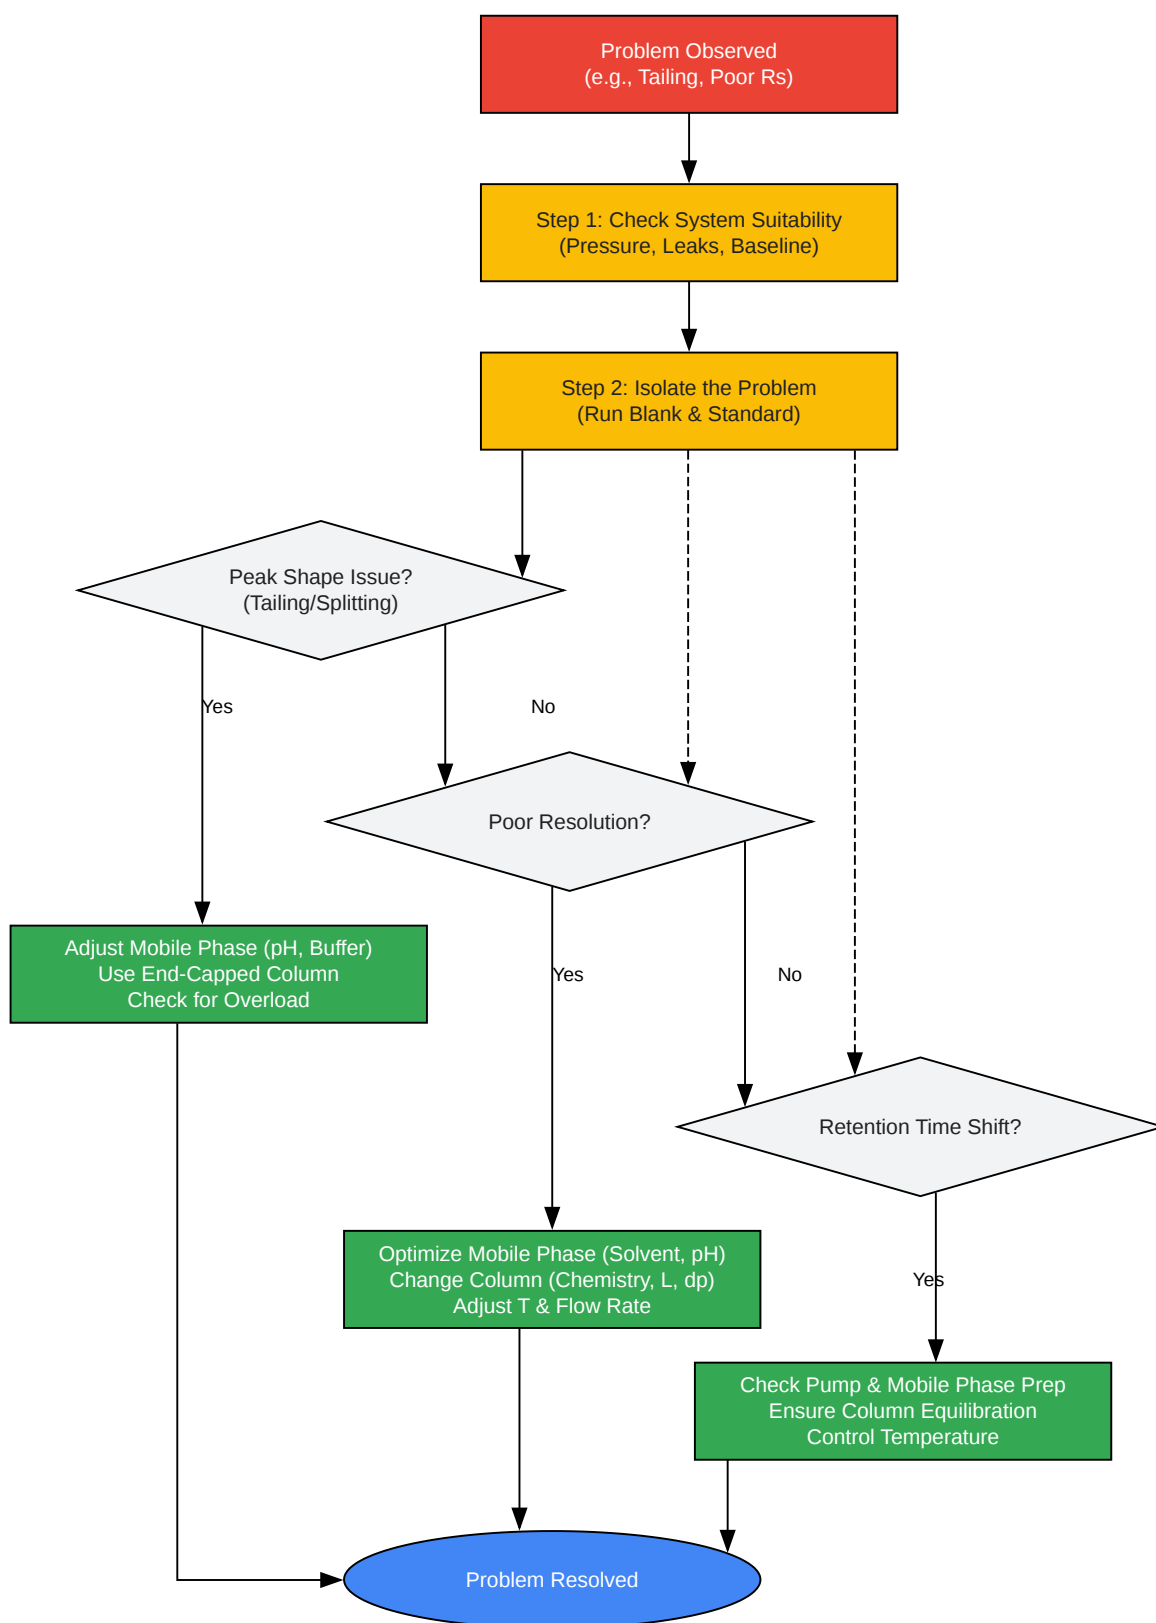 Problem Observed
(e.g., Tailing, Poor Rs)
Step 1: Check System Suitability
(Pressure, Leaks, Baseline)
Step 2: Isolate the Problem
(Run Blank & Standard)
Peak Shape Issue?
(Tailing/Splitting)
Yes
No
Poor Resolution?
Adjust Mobile Phase (pH, Buffer)
Use End-Capped Column
Check for Overload
Yes
No
Retention Time Shift?
Optimize Mobile Phase (Solvent, pH)
Change Column (Chemistry, L, dp)
Adjust T & Flow Rate
Yes
Check Pump & Mobile Phase Prep
Ensure Column Equilibration
Control Temperature
Problem Resolved